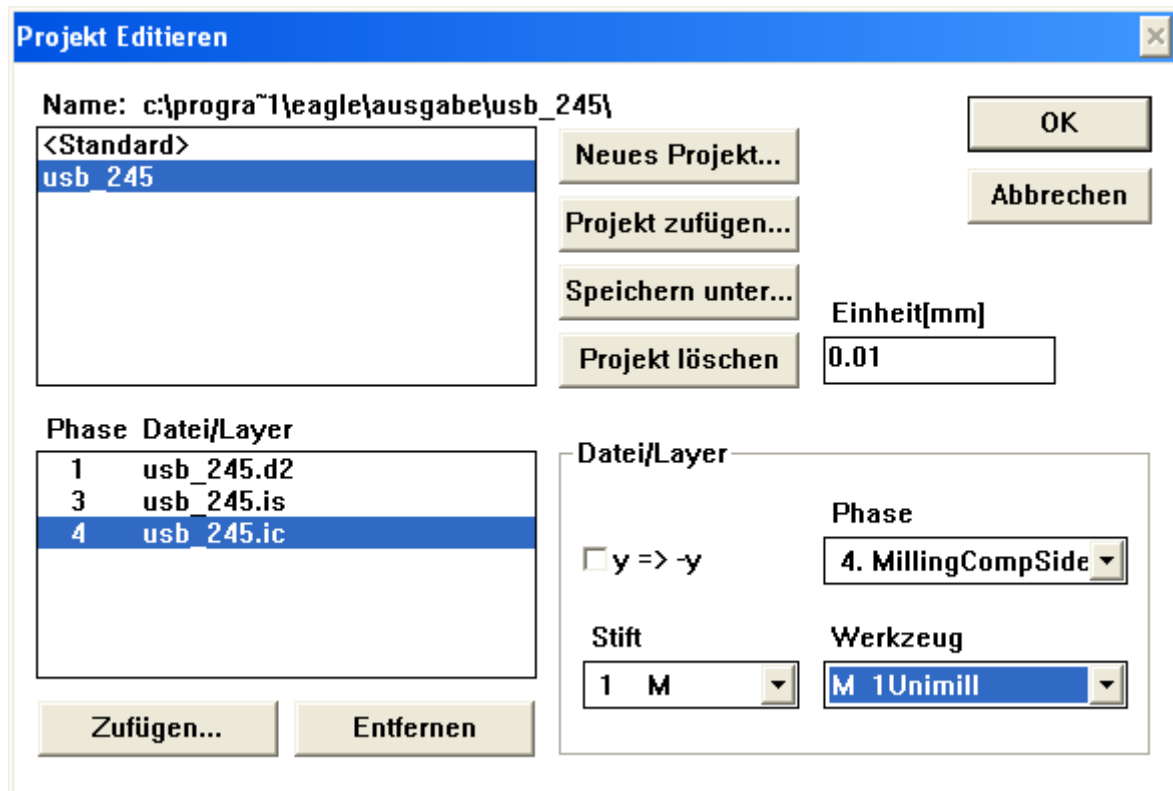 Projekt Editieren
Name: c:\progra~1\eagle\ausgabe\usb_245\
<Standard>
usb_245
Neues Projekt...
Projekt zufügen...
Speichern unter...
Projekt löschen
OK
Abbrechen
Einheit[mm]
0.01
Phase Datei/Layer
1 usb_245.d2
3 usb_245.is
4 usb_245.ic
Zufügen...
Entfernen
Datei/Layer
y => -y
Phase
4. MillingCompSide
Stift
1 M
Werkzeug
M 1Unimill